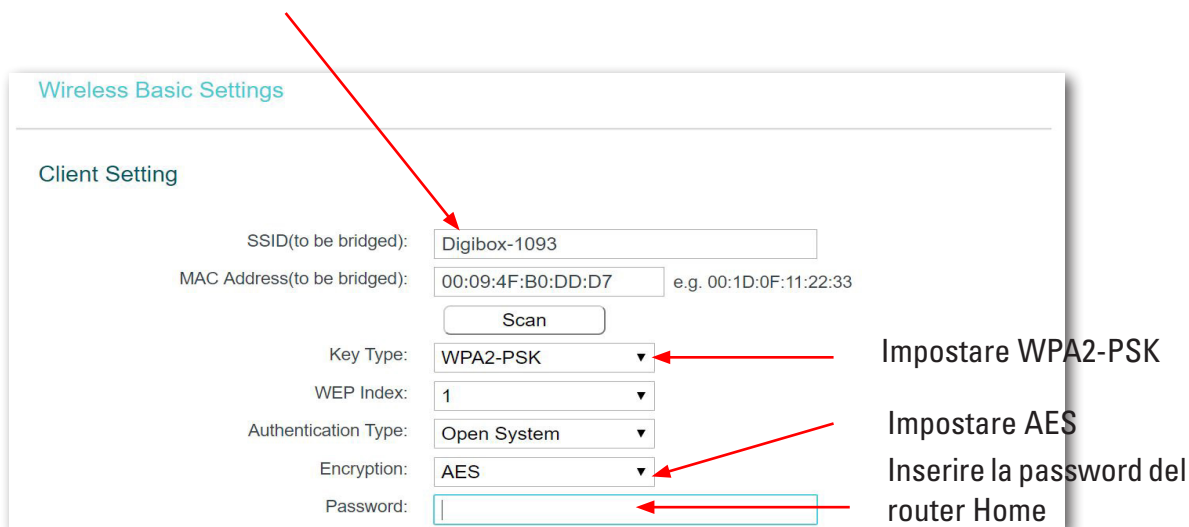 Wireless Basic Settings
Client Setting
SSID(to be bridged): Digibox-1093
MAC Address(to be bridged): 00:09:4F:B0:DD:D7 e.g. 00:1D:0F:11:22:33
Scan
Key Type: WPA2-PSK Impostare WPA2-PSK
WEP Index: 1
Authentication Type: Open System Impostare AES
Encryption: AES Inserire la password del
Password: router Home